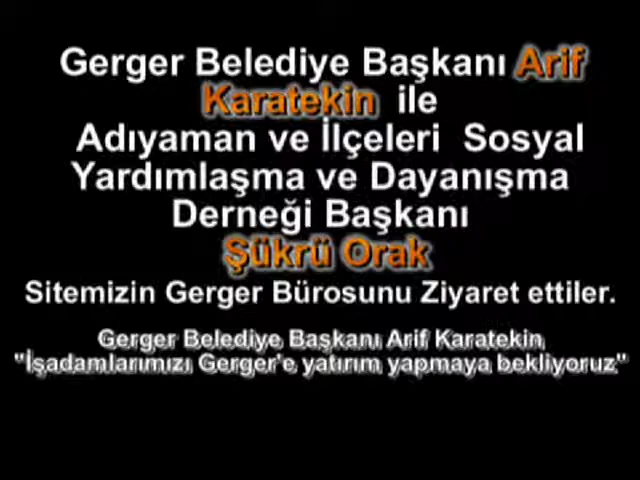 Gerger Belediye Başkanı Arif
Karatekin ile
Adıyaman ve İlçeleri Sosyal
Yardımlaşma ve Dayanışma
Derneği Başkanı
Şükrü Orak
Sitemizin Gerger Bürosunu Ziyaret ettiler.
Gerger Belediye Başkanı Arif Karatekin
"İşadamlarımızı Gerger'e yatırım yapmaya bekliyoruz"